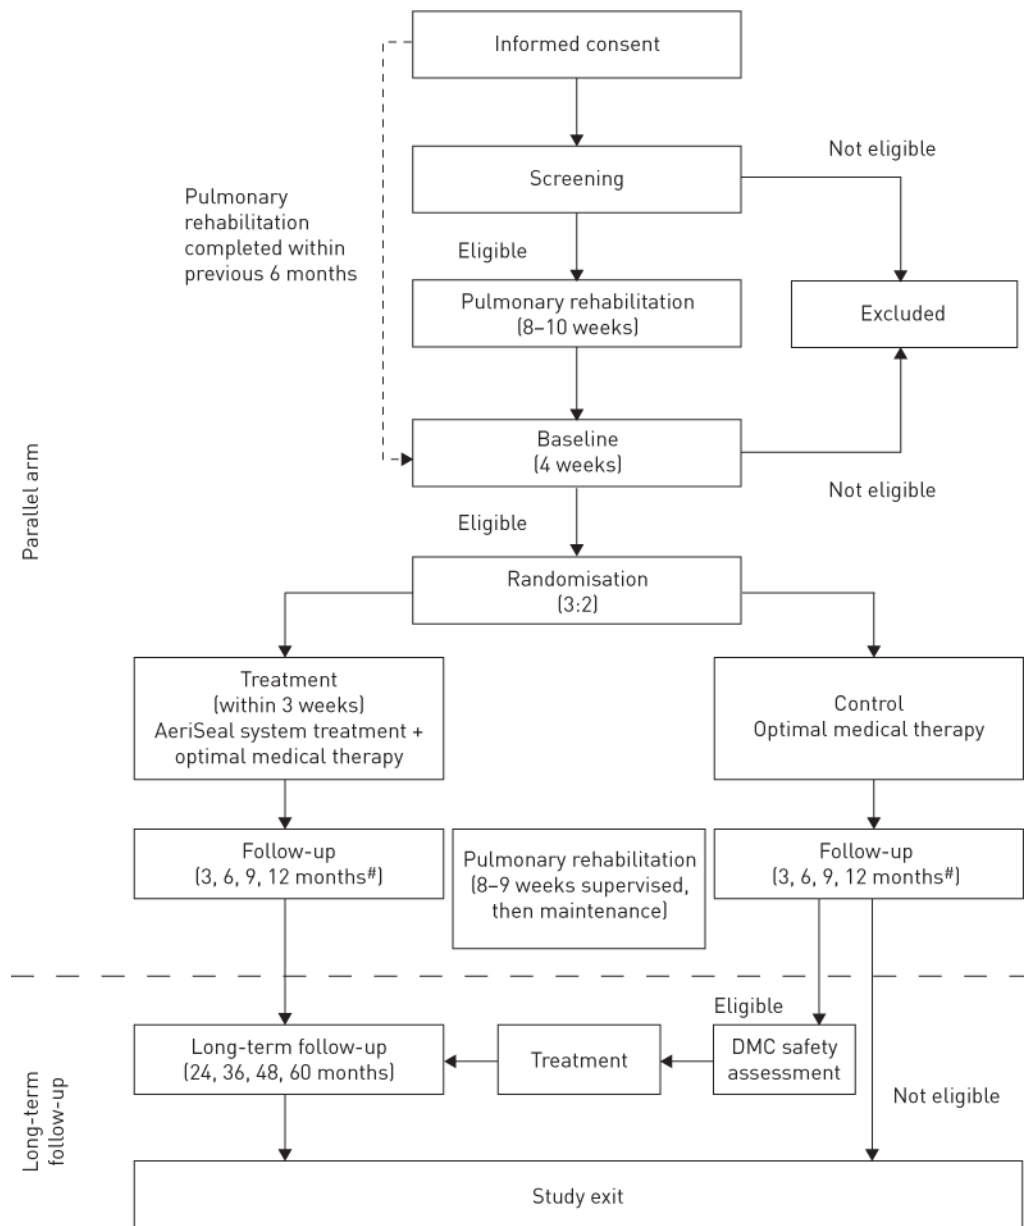 Informed consent
Not eligible
Screening
Pulmonary
rehabilitation
completed within
previous 6 months
Eligible
Pulmonary rehabilitation
(8–10 weeks)
Excluded
Baseline
(4 weeks)
Not eligible
Eligible
Parallel arm
Randomisation
(3:2)
Treatment
(within 3 weeks)
AeriSeal system treatment +
optimal medical therapy
Control
Optimal medical therapy
Follow-up
(3, 6, 9, 12 months#)
Pulmonary rehabilitation
(8–9 weeks supervised,
then maintenance)
Follow-up
(3, 6, 9, 12 months#)
Eligible
Long-term follow-up
(24, 36, 48, 60 months)
Treatment
DMC safety
assessment
Not eligible
Long-term
follow-up
Study exit